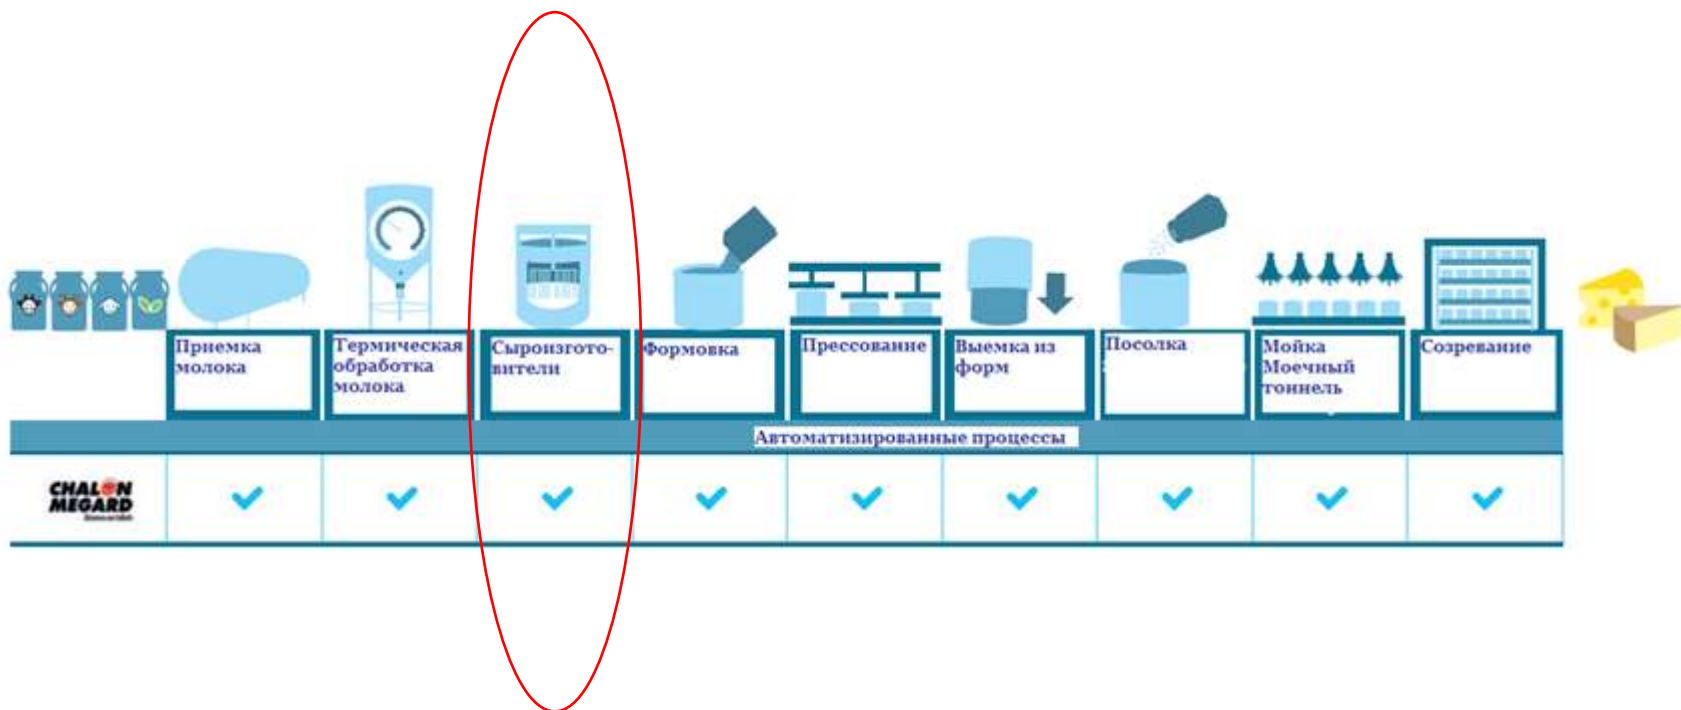 Приемка
молока
Термическая
обработка
молока
Сыроизгото-
вители
Формовка
Прессование
Выемка из
форм
Посолка
Мойка
Моечный
тоннель
Созревание
Автоматизированные процессы
CHALON
MEGARD